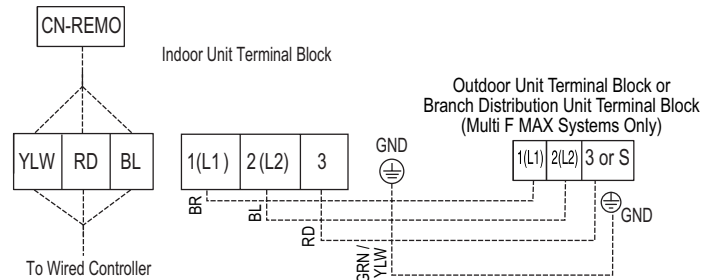 CN-REMO
Indoor Unit Terminal Block
Outdoor Unit Terminal Block or
Branch Distribution Unit Terminal Block
(Multi F MAX Systems Only)
YLW RD BL
1(L1) 2(L2) 3
GND
1(L1) 2(L2) 3 or S
BR
BL
RD
GRN /
YLW
GND
To Wired Controller